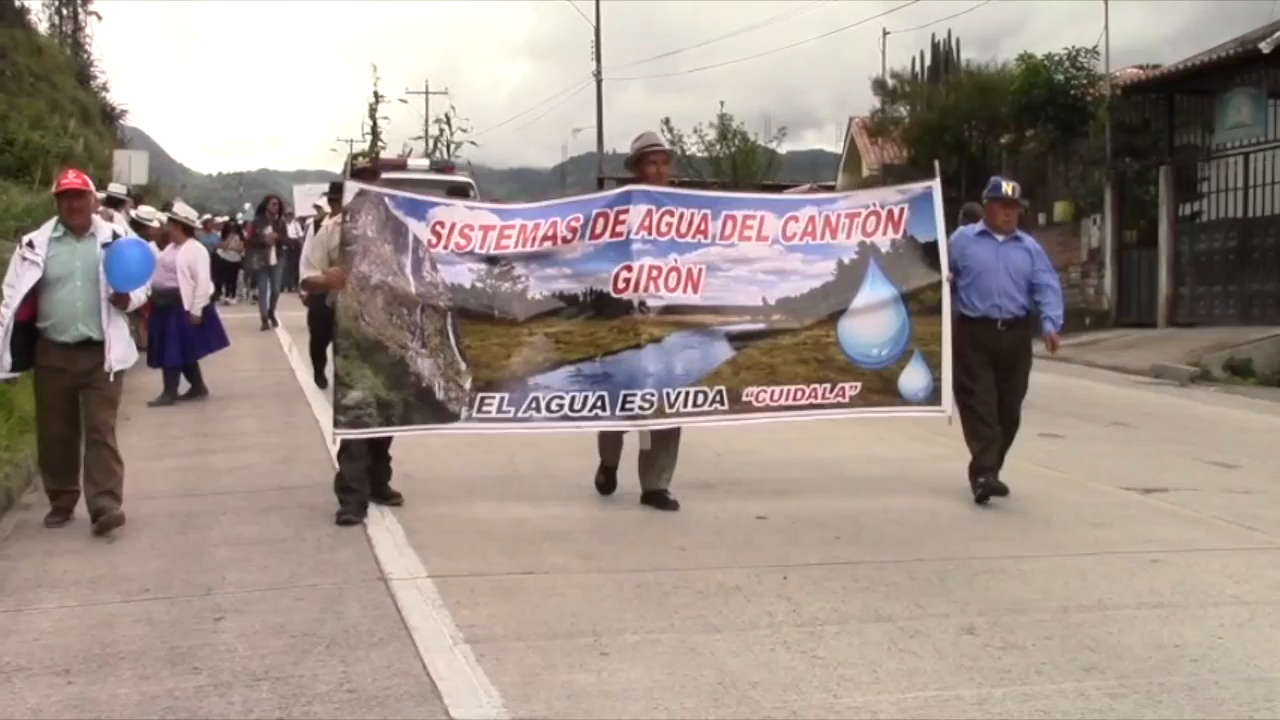 SISTEMAS DE AGUA DEL CANTÒN
GIRÒN
EL AGUA ES VIDA "CUIDALA"
N